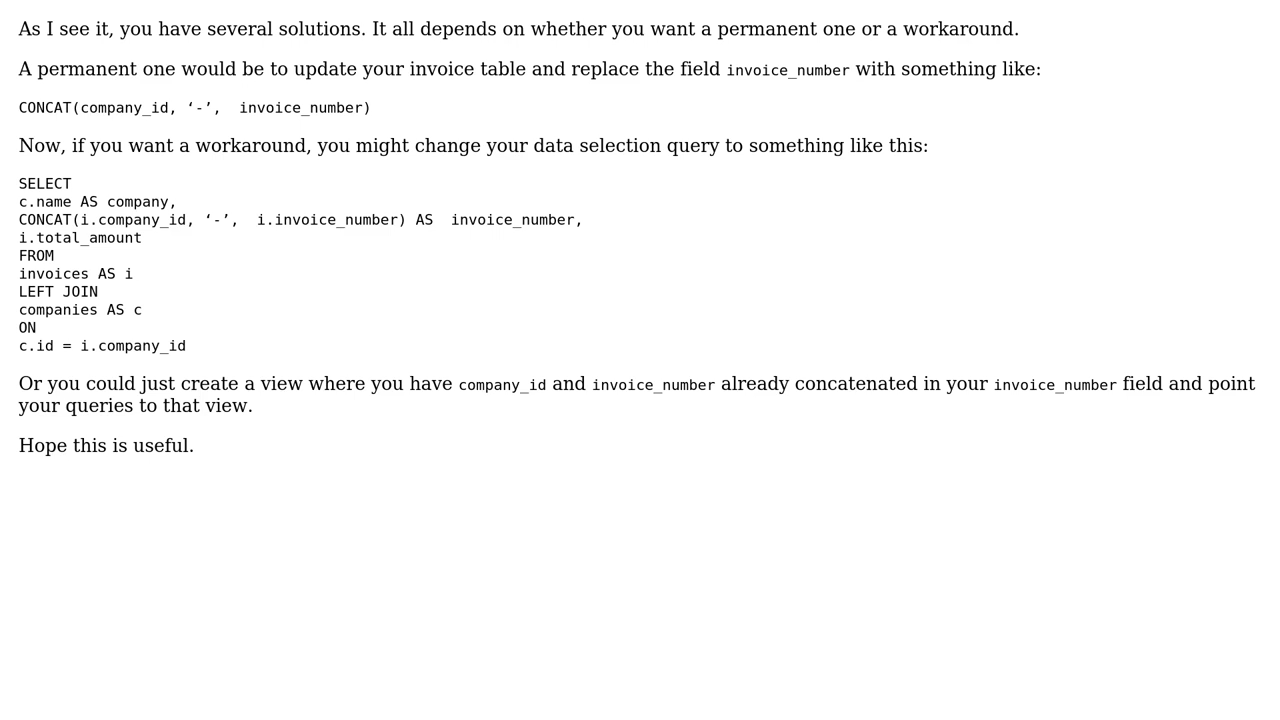 As I see it, you have several solutions. It all depends on whether you want a permanent one or a workaround.
A permanent one would be to update your invoice table and replace the field invoice_number with something like:
CONCAT(company_id, ‘-’,  invoice_number)
Now, if you want a workaround, you might change your data selection query to something like this:
SELECT
c.name AS company,
CONCAT(i.company_id, ‘-’,  i.invoice_number) AS  invoice_number,
i.total_amount
FROM
invoices AS i
LEFT JOIN
companies AS c
ON
c.id = i.company_id
Or you could just create a view where you have company_id and invoice_number already concatenated in your invoice_number field and point
your queries to that view.
Hope this is useful.